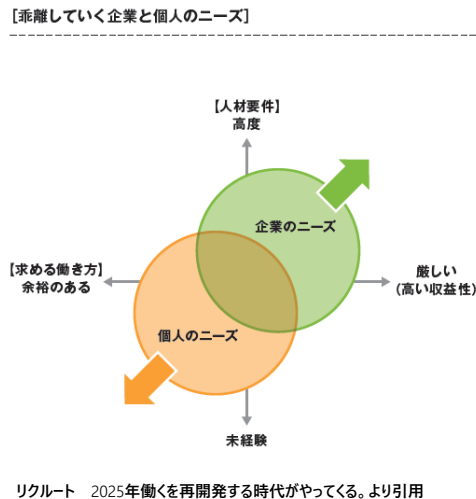 [乖離していく企業と個人のニーズ]
【人材要件】
高度
企業のニーズ
【求める働き方】
余裕のある
厳しい
(高い収益性)
個人のニーズ
未経験
リクルート　2025年働くを再開発する時代がやってくる。より引用